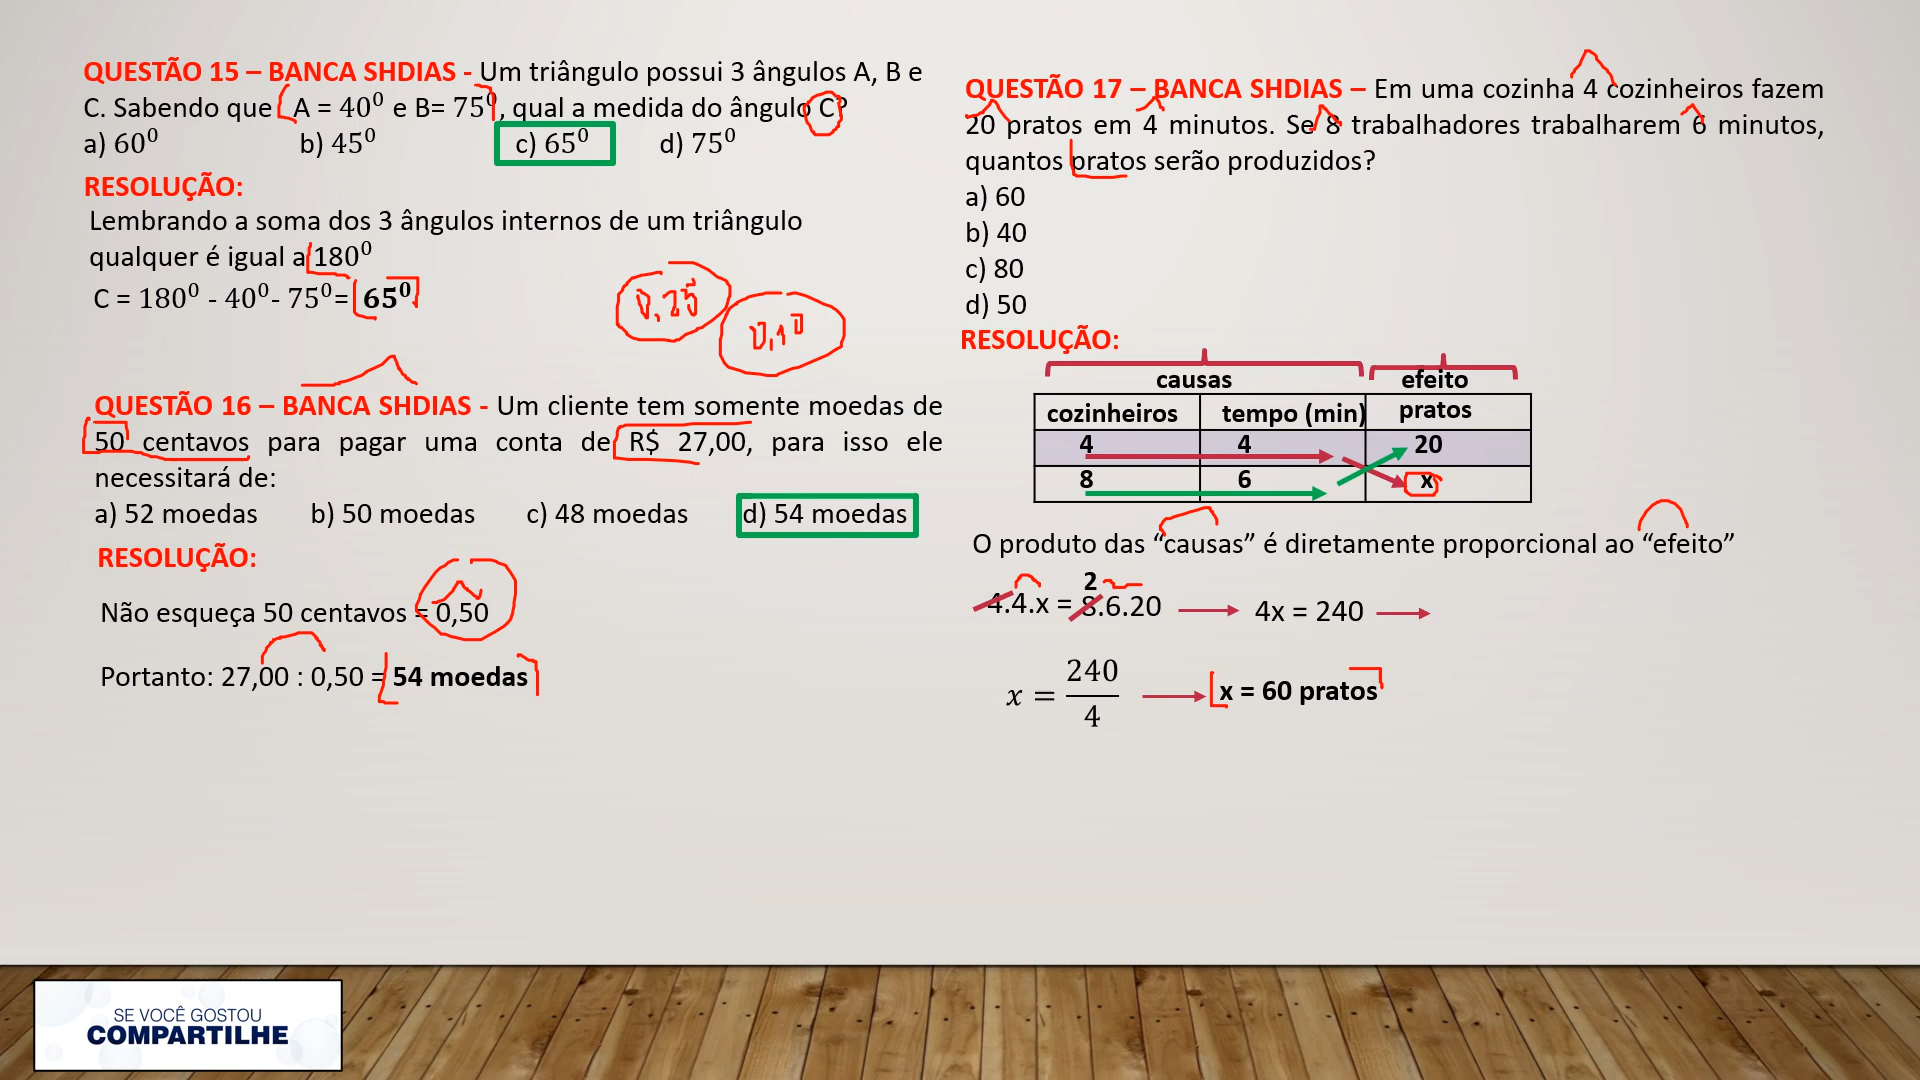 QUESTÃO 15 – BANCA SHDIAS - Um triângulo possui 3 ângulos A, B e
C. Sabendo que A = 40⁰ e B= 75⁰, qual a medida do ângulo C?
a) 60⁰ b) 45⁰ c) 65⁰ d) 75⁰
RESOLUÇÃO:
Lembrando a soma dos 3 ângulos internos de um triângulo
qualquer é igual a 180⁰
C = 180⁰ - 40⁰- 75⁰= 65⁰
0,25
0,10
QUESTÃO 16 – BANCA SHDIAS - Um cliente tem somente moedas de
50 centavos para pagar uma conta de R$ 27,00, para isso ele
necessitará de:
a) 52 moedas b) 50 moedas c) 48 moedas d) 54 moedas
RESOLUÇÃO:
Não esqueça 50 centavos = 0,50
Portanto: 27,00 : 0,50 = 54 moedas
QUESTÃO 17 – BANCA SHDIAS – Em uma cozinha 4 cozinheiros fazem
20 pratos em 4 minutos. Se 8 trabalhadores trabalharem 6 minutos,
quantos pratos serão produzidos?
a) 60
b) 40
c) 80
d) 50
RESOLUÇÃO:
causas efeito
cozinheiros tempo (min) pratos
4 4 20
8 6 x
O produto das “causas” é diretamente proporcional ao “efeito”
2
4.4.x = 8.6.20 4x = 240
x = 240/4 x = 60 pratos
SE VOCÊ GOSTOU
COMPARTILHE